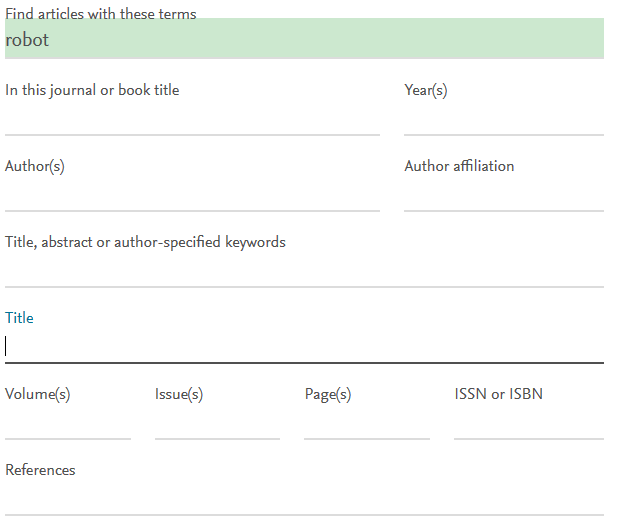 Find articles with these terms
robot
In this journal or book title
Year(s)
Author(s)
Author affiliation
Title, abstract or author-specified keywords
Title
Volume(s)
Issue(s)
Page(s)
ISSN or ISBN
References